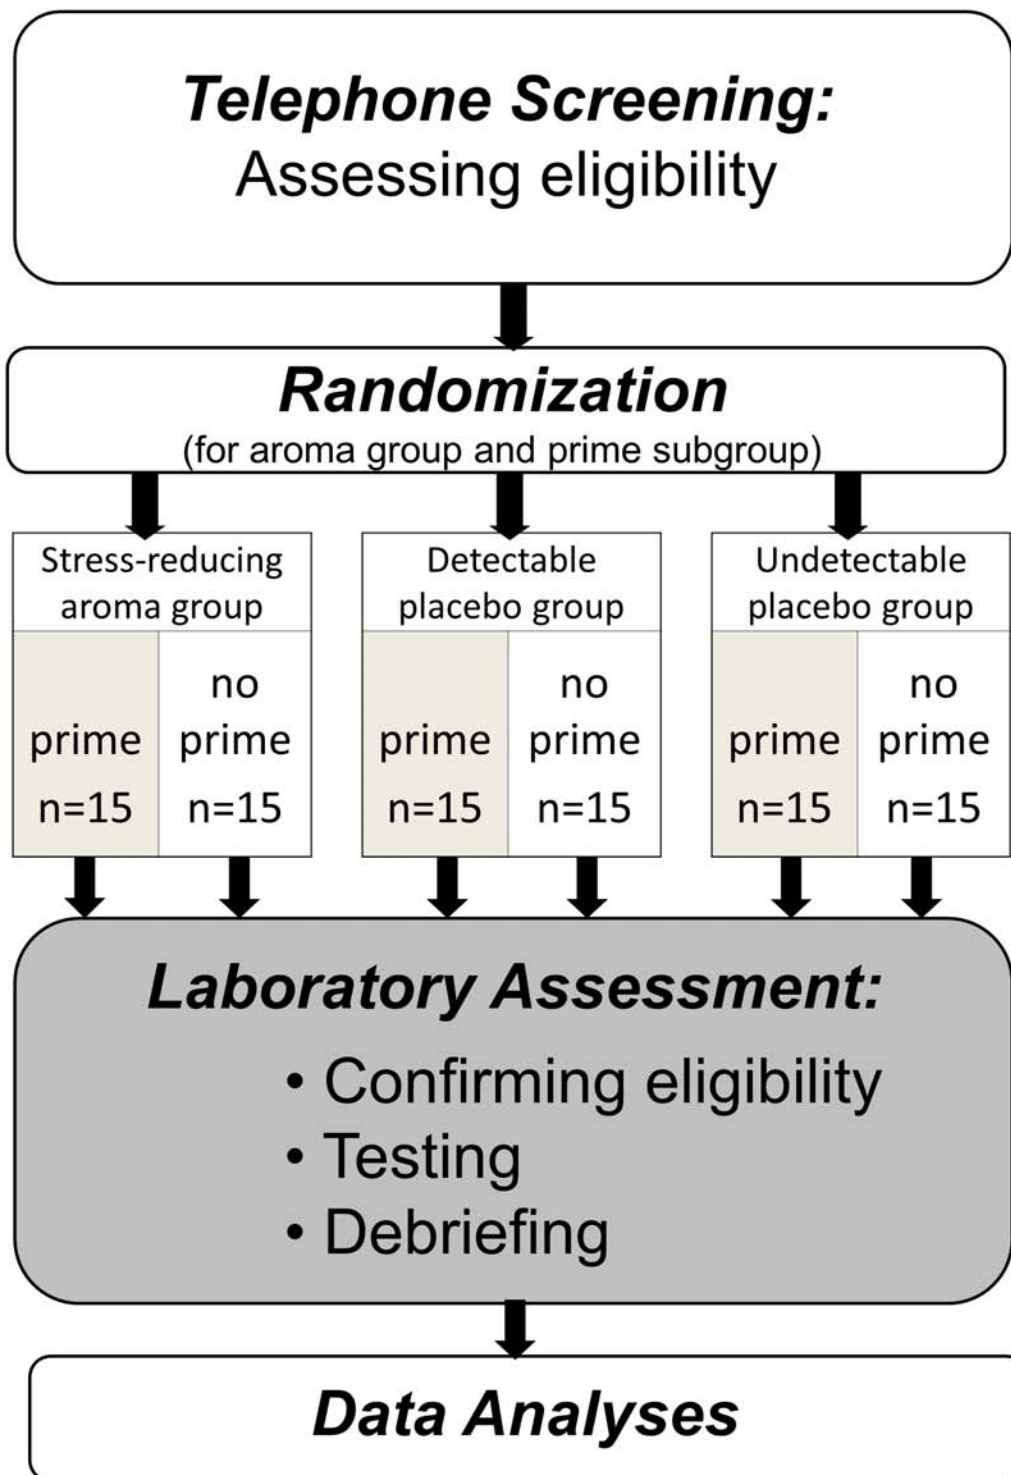 Telephone Screening:
Assessing eligibility
Randomization
(for aroma group and prime subgroup)
Stress-reducing
aroma group
prime
n=15
no
prime
n=15
Detectable
placebo group
prime
n=15
no
prime
n=15
Undetectable
placebo group
prime
n=15
no
prime
n=15
Laboratory Assessment:
• Confirming eligibility
• Testing
• Debriefing
Data Analyses